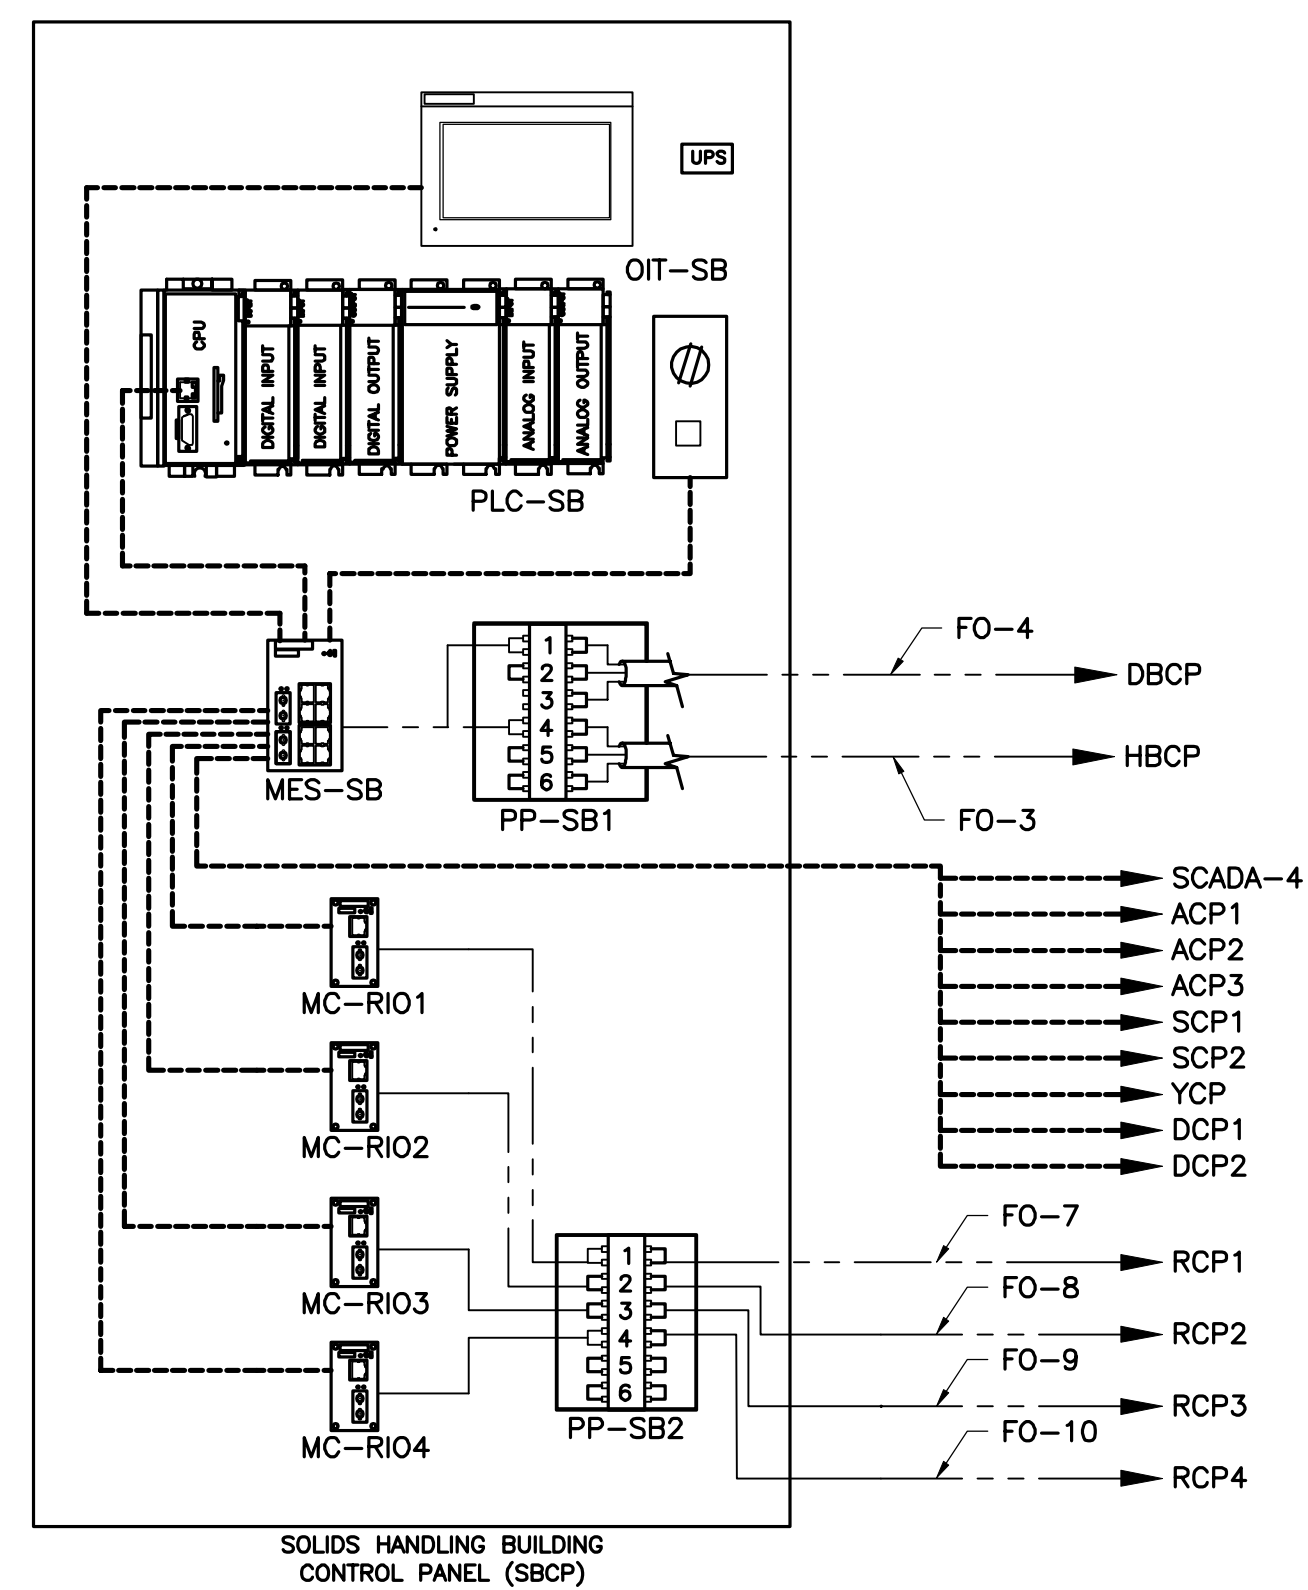 UPS
OIT-SB
CPU
DIGITAL INPUT
DIGITAL INPUT
DIGITAL OUTPUT
POWER SUPPLY
ANALOG INPUT
ANALOG OUTPUT
PLC-SB
MES-SB
1
2
3
4
5
6
PP-SB1
FO-4
DBCP
HBCP
FO-3
SCADA-4
ACP1
ACP2
ACP3
SCP1
SCP2
YCP
DCP1
DCP2
MC-RIO1
MC-RIO2
MC-RIO3
MC-RIO4
1
2
3
4
5
6
PP-SB2
FO-7
RCP1
FO-8
RCP2
FO-9
RCP3
FO-10
RCP4
SOLIDS HANDLING BUILDING
CONTROL PANEL (SBCP)